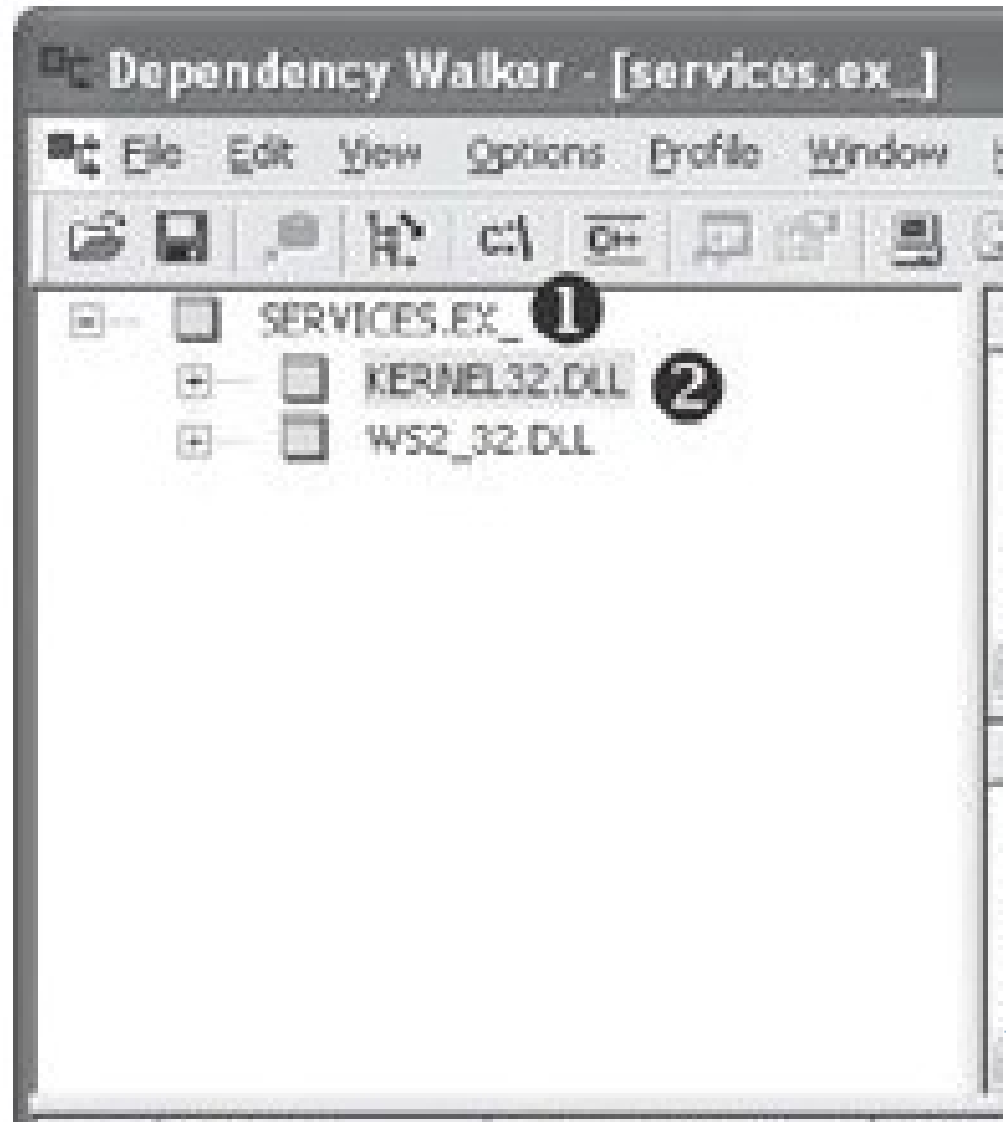 Dependency Walker - [services.ex_]
File Edit View Options Profile Window
C:\ C++
SERVICES.EX_ 1
KERNEL32.DLL 2
WS2_32.DLL